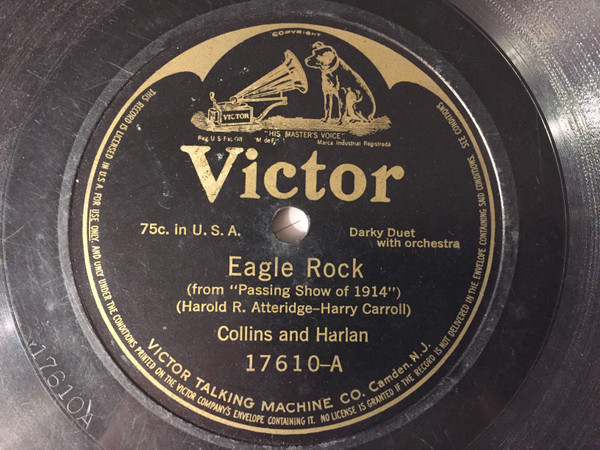 COPYRIGHT
VICTOR
"HIS MASTER'S VOICE"
Reg. U.S. Pat. Off.
Marca Industrial Registrada
Victor
75c. in U. S. A.
Darky Duet
with orchestra
Eagle Rock
(from "Passing Show of 1914")
(Harold R. Atteridge-Harry Carroll)
Collins and Harlan
17610-A
VICTOR TALKING MACHINE CO. Camden, N. J.
THIS RECORD IS LICENSED IN U.S.A. FOR USE ONLY, AND ONLY UNDER THE CONDITIONS PRINTED ON THE VICTOR COMPANY'S ENVELOPE CONTAINING IT. NO LICENSE IS GRANTED IF THE RECORD IS NOT DELIVERED IN THE ENVELOPE CONTAINING SAID CONDITIONS. SEE CONDITIONS
17610A